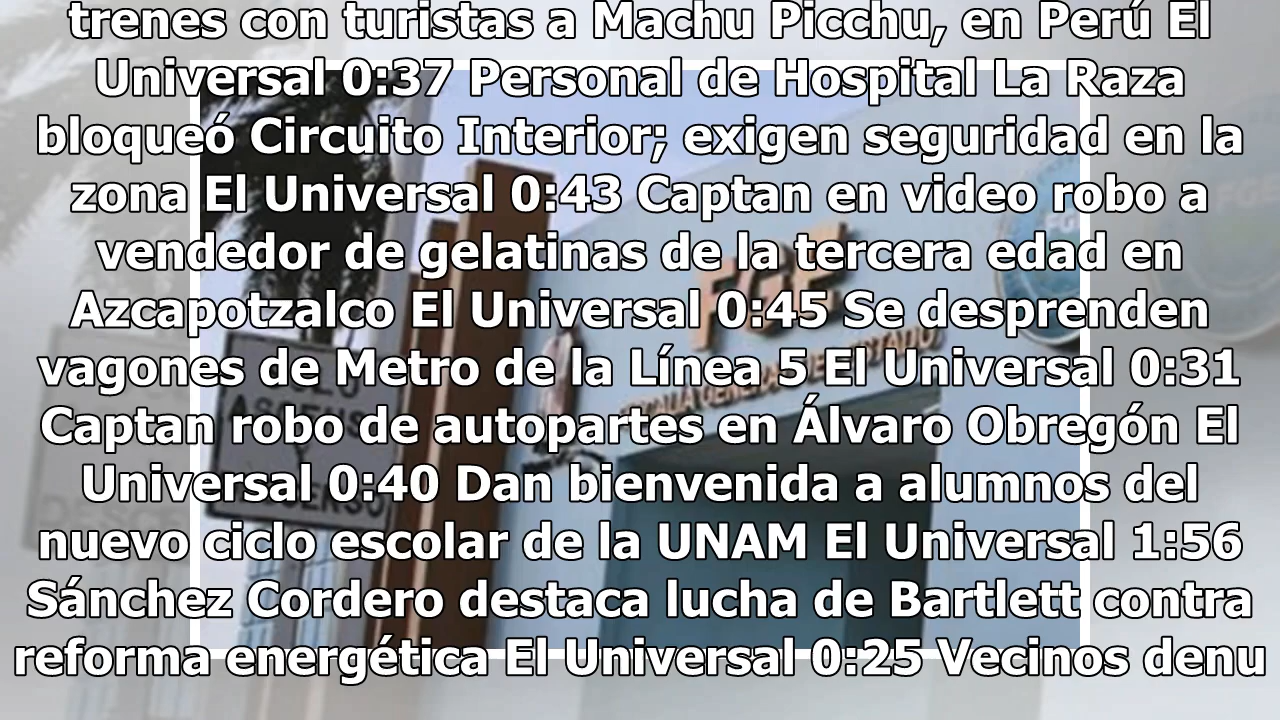 trenes con turistas a Machu Picchu, en Perú El
Universal 0:37 Personal de Hospital La Raza
bloqueó Circuito Interior; exigen seguridad en la
zona El Universal 0:43 Captan en video robo a
vendedor de gelatinas de la tercera edad en
Azcapotzalco El Universal 0:45 Se desprenden
vagones de Metro de la Línea 5 El Universal 0:31
Captan robo de autopartes en Álvaro Obregón El
Universal 0:40 Dan bienvenida a alumnos del
nuevo ciclo escolar de la UNAM El Universal 1:56
Sánchez Cordero destaca lucha de Bartlett contra
reforma energética El Universal 0:25 Vecinos denu
FGE